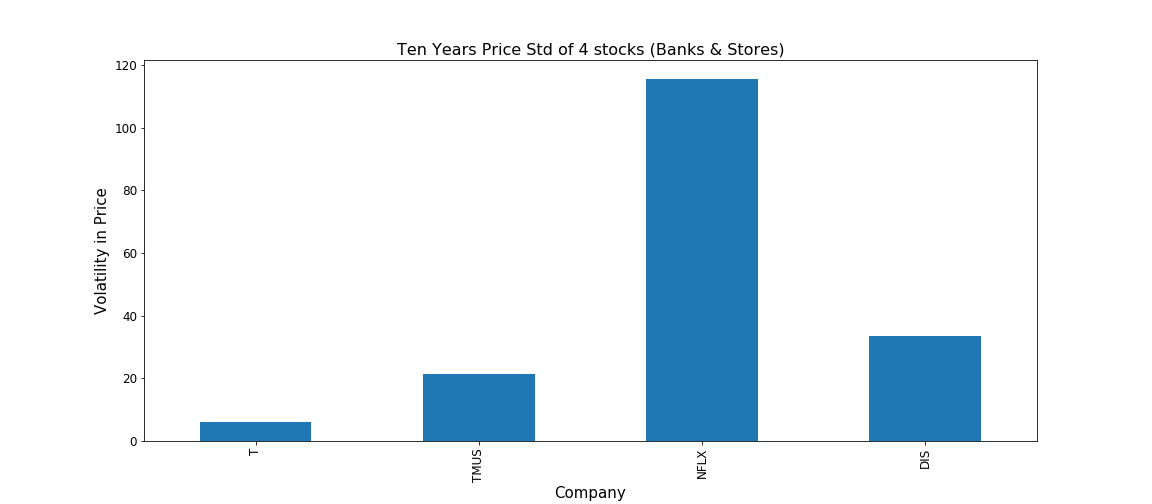 Ten Years Price Std of 4 stocks (Banks & Stores)
120
100
80
60
40
20
0
Volatility in Price
T
TMUS
NFLX
DIS
Company